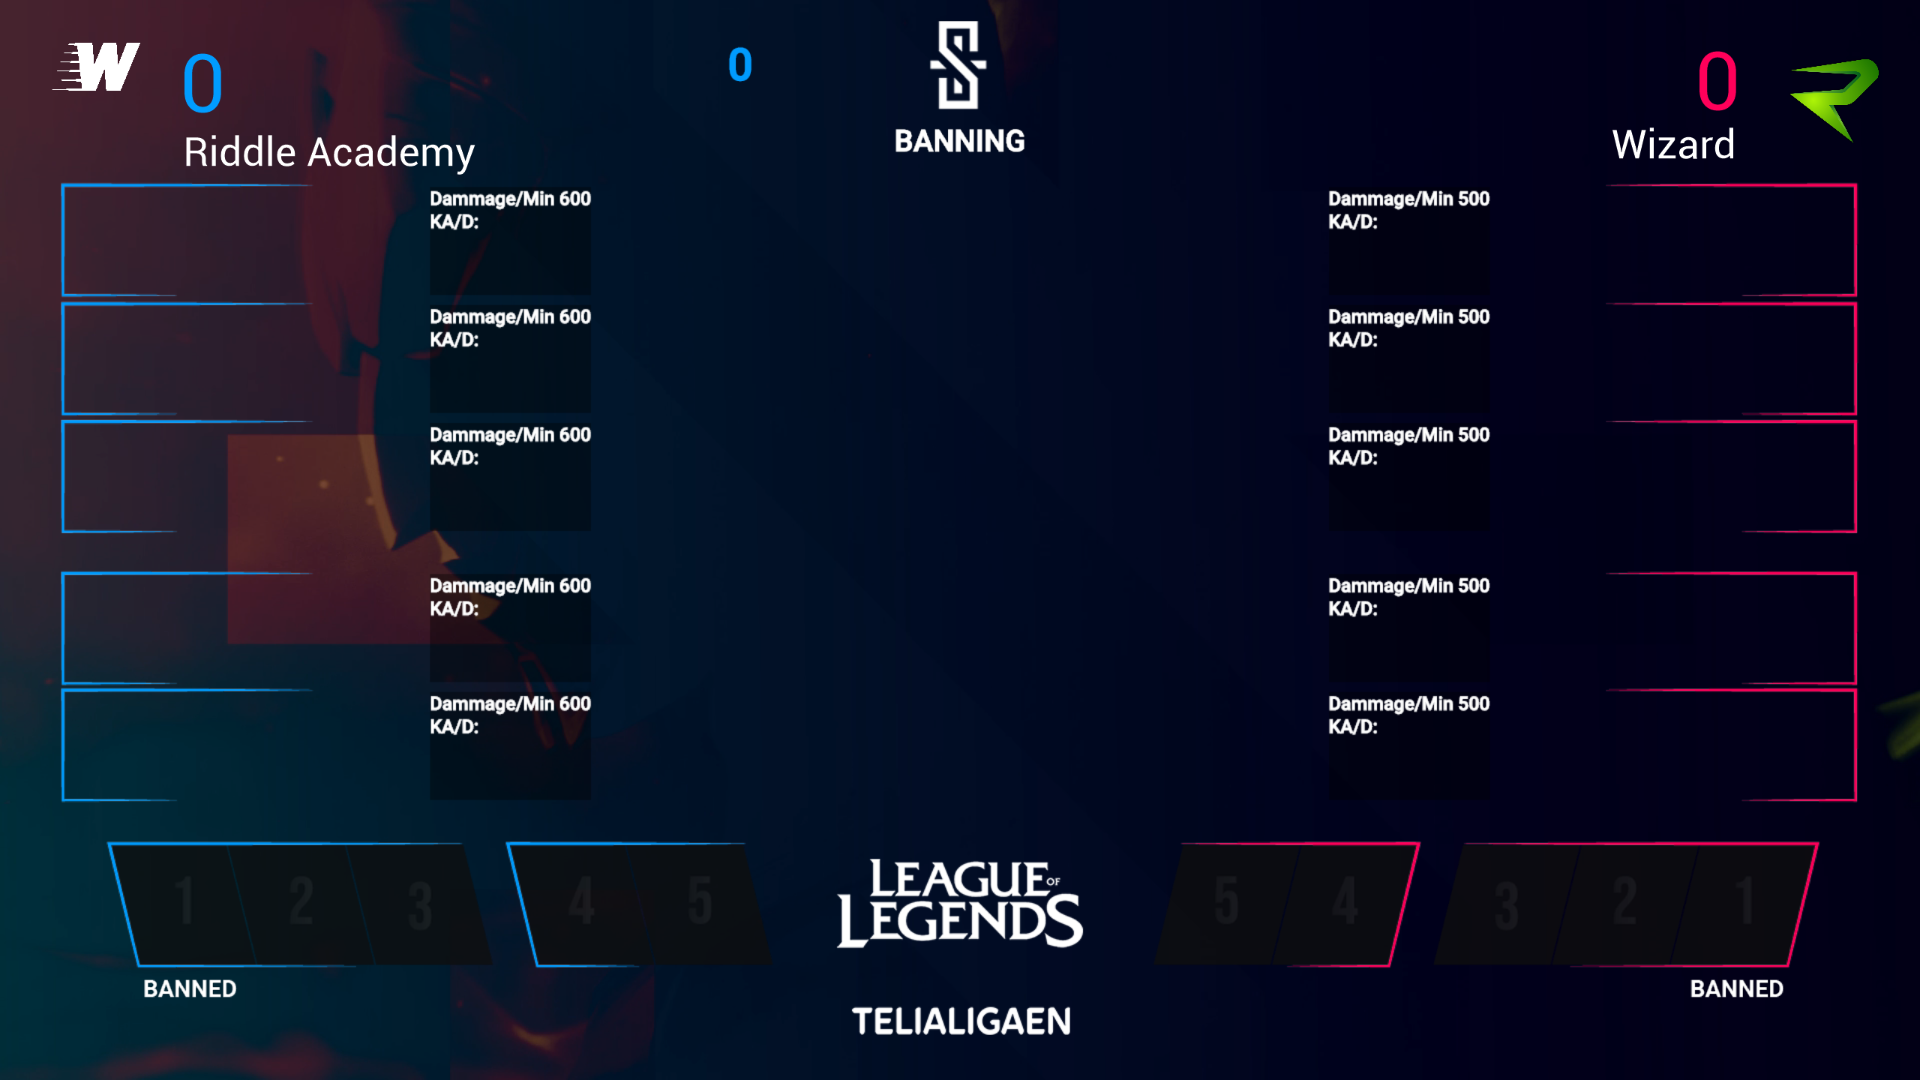 W
0
Riddle Academy
0
BANNING
0
Wizard
Dammage/Min 600
KA/D:
Dammage/Min 600
KA/D:
Dammage/Min 600
KA/D:
Dammage/Min 600
KA/D:
Dammage/Min 600
KA/D:
Dammage/Min 500
KA/D:
Dammage/Min 500
KA/D:
Dammage/Min 500
KA/D:
Dammage/Min 500
KA/D:
Dammage/Min 500
KA/D:
1 2 3 4 5
BANNED
LEAGUE OF
LEGENDS
TELIALIGAEN
5 4 3 2 1
BANNED